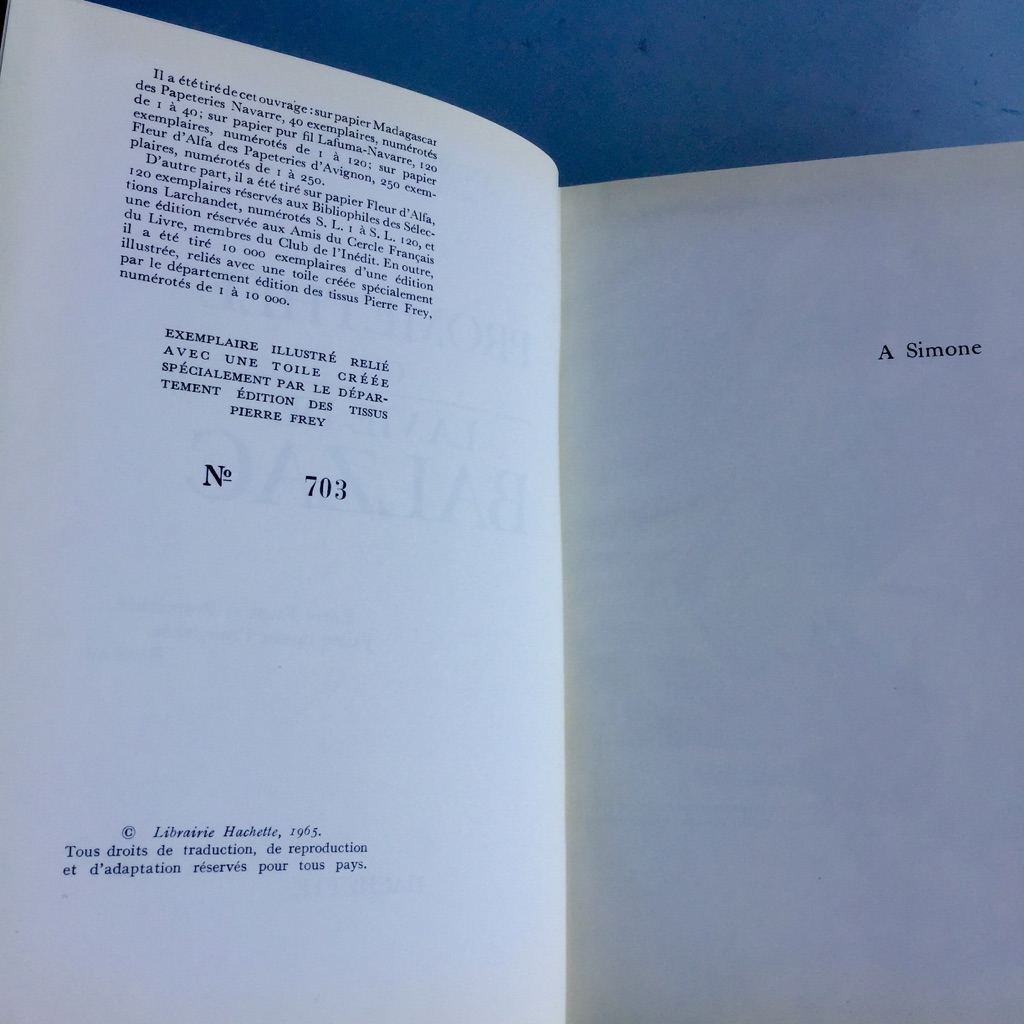 Il a été tiré de cet ouvrage : sur papier Madagascar
des Papeteries Navarre, 40 exemplaires, numérotés
de 1 à 40; sur papier pur fil Lafuma-Navarre, 120
exemplaires, numérotés de 1 à 120; sur papier
Fleur d'Alfa des Papeteries d'Avignon, 250 exem-
plaires, numérotés de 1 à 250.
D'autre part, il a été tiré sur papier Fleur d'Alfa,
120 exemplaires réservés aux Bibliophiles des Sélec-
tions Larchandet, numérotés S. L. 1 à S. L. 120, et
une édition réservée aux Amis du Cercle Français
du Livre, membres du Club de l'Inédit. En outre,
il a été tiré 10 000 exemplaires d'une édition
illustrée, reliés avec une toile créée spécialement
par le département édition des tissus Pierre Frey,
numérotés de 1 à 10 000.
EXEMPLAIRE ILLUSTRÉ RELIÉ
AVEC UNE TOILE CRÉÉE
SPÉCIALEMENT PAR LE DÉPAR-
TEMENT ÉDITION DES TISSUS
PIERRE FREY
Nº 703
© Librairie Hachette, 1965.
Tous droits de traduction, de reproduction
et d'adaptation réservés pour tous pays.
A Simone